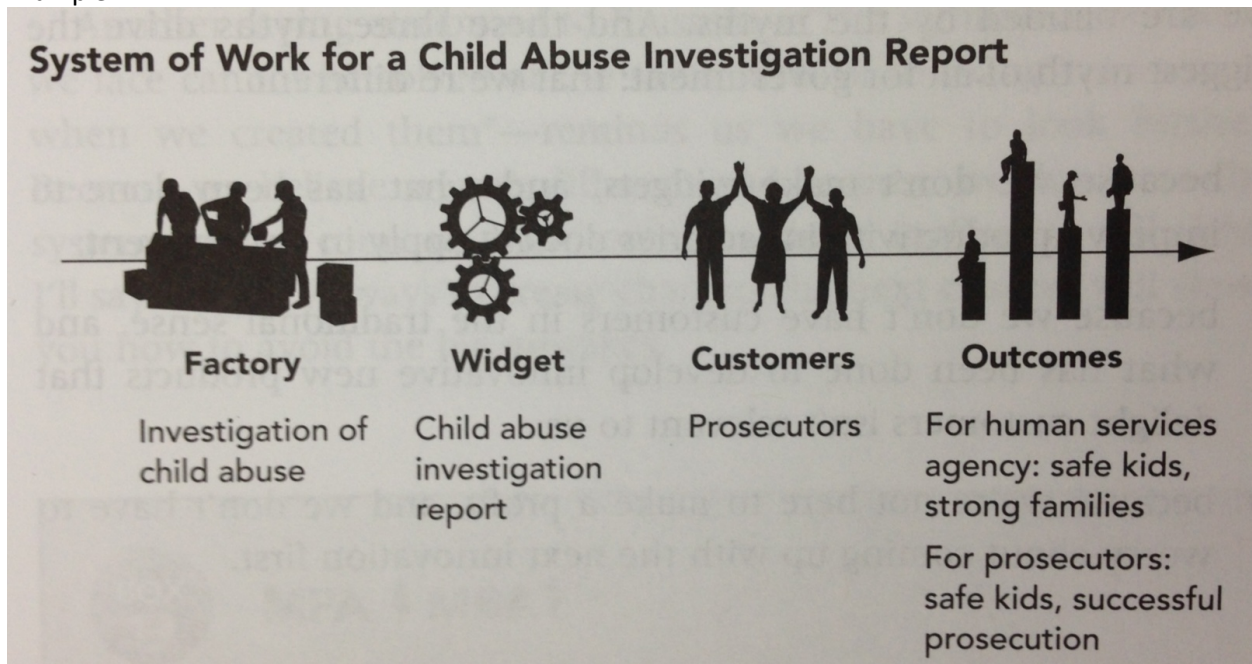 System of Work for a Child Abuse Investigation Report
Factory
Investigation of
child abuse
Widget
Child abuse
investigation
report
Customers
Prosecutors
Outcomes
For human services
agency: safe kids,
strong families
For prosecutors:
safe kids, successful
prosecution